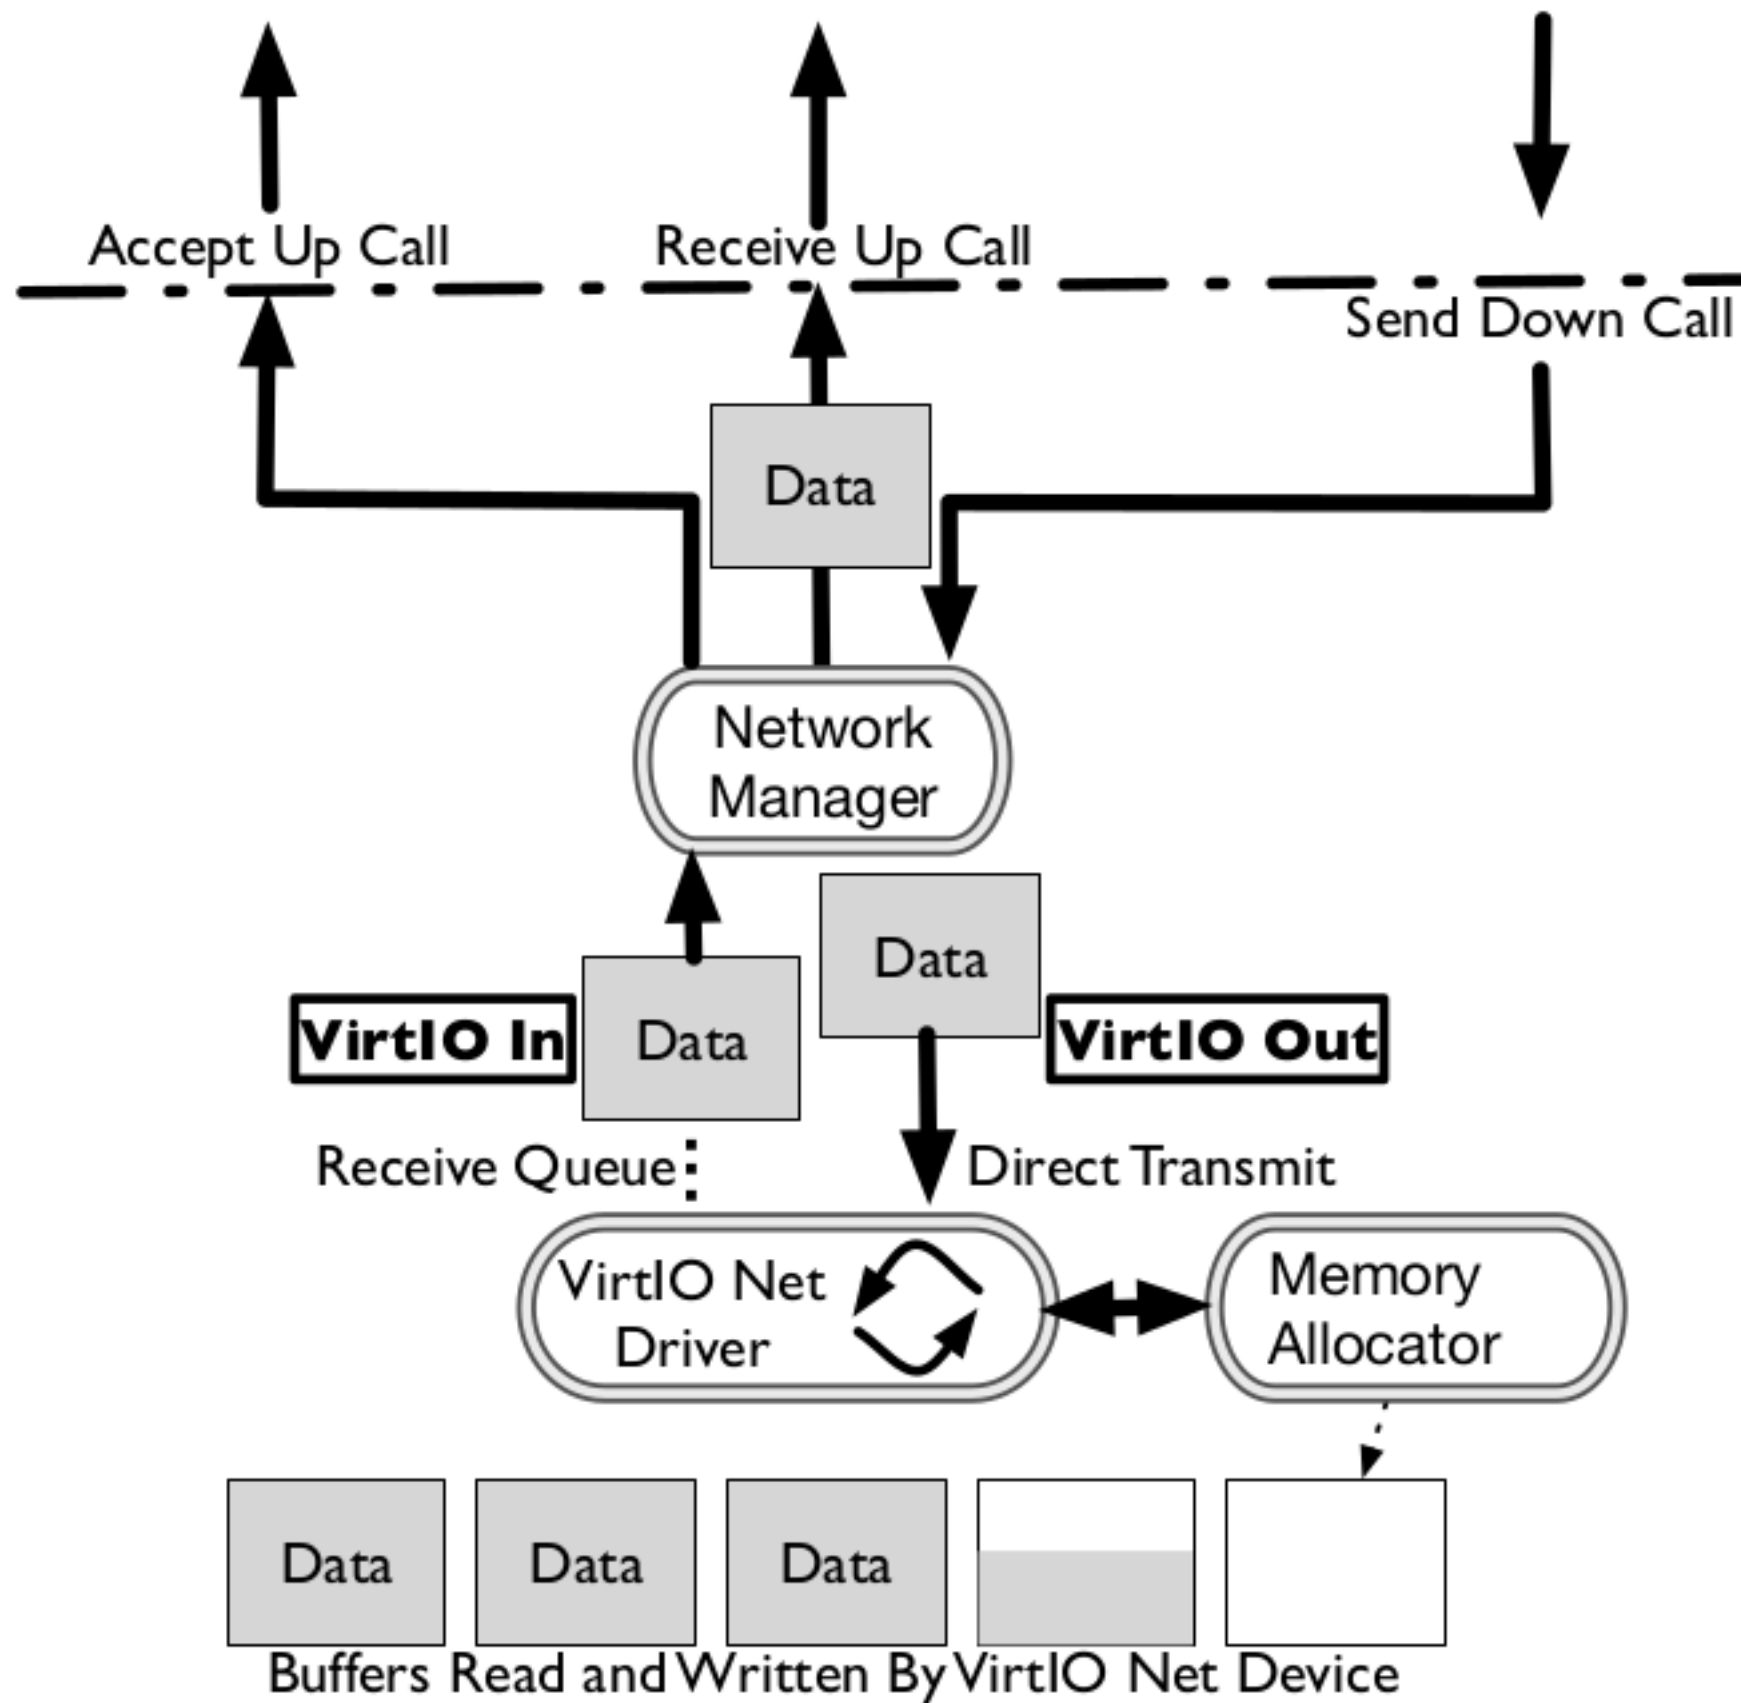 Accept Up Call
Receive Up Call
Send Down Call
Data
Network
Manager
Data
VirtIO In
Data
VirtIO Out
Receive Queue
Direct Transmit
VirtIO Net
Driver
Memory
Allocator
Data
Data
Data
Buffers Read and Written By VirtIO Net Device